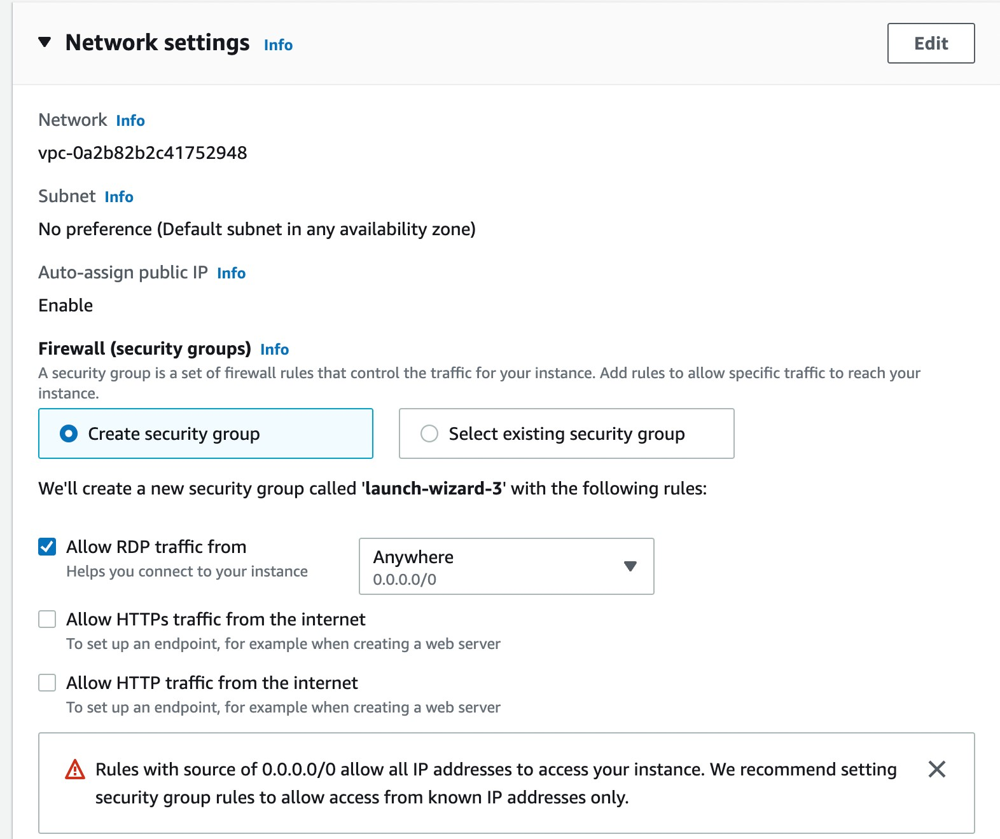 Network settings Info
Edit
Network Info
vpc-0a2b82b2c41752948
Subnet Info
No preference (Default subnet in any availability zone)
Auto-assign public IP Info
Enable
Firewall (security groups) Info
A security group is a set of firewall rules that control the traffic for your instance. Add rules to allow specific traffic to reach your
instance.
Create security group
Select existing security group
We'll create a new security group called 'launch-wizard-3' with the following rules:
Allow RDP traffic from
Helps you connect to your instance
Anywhere
0.0.0.0/0
Allow HTTPs traffic from the internet
To set up an endpoint, for example when creating a web server
Allow HTTP traffic from the internet
To set up an endpoint, for example when creating a web server
Rules with source of 0.0.0.0/0 allow all IP addresses to access your instance. We recommend setting
security group rules to allow access from known IP addresses only.